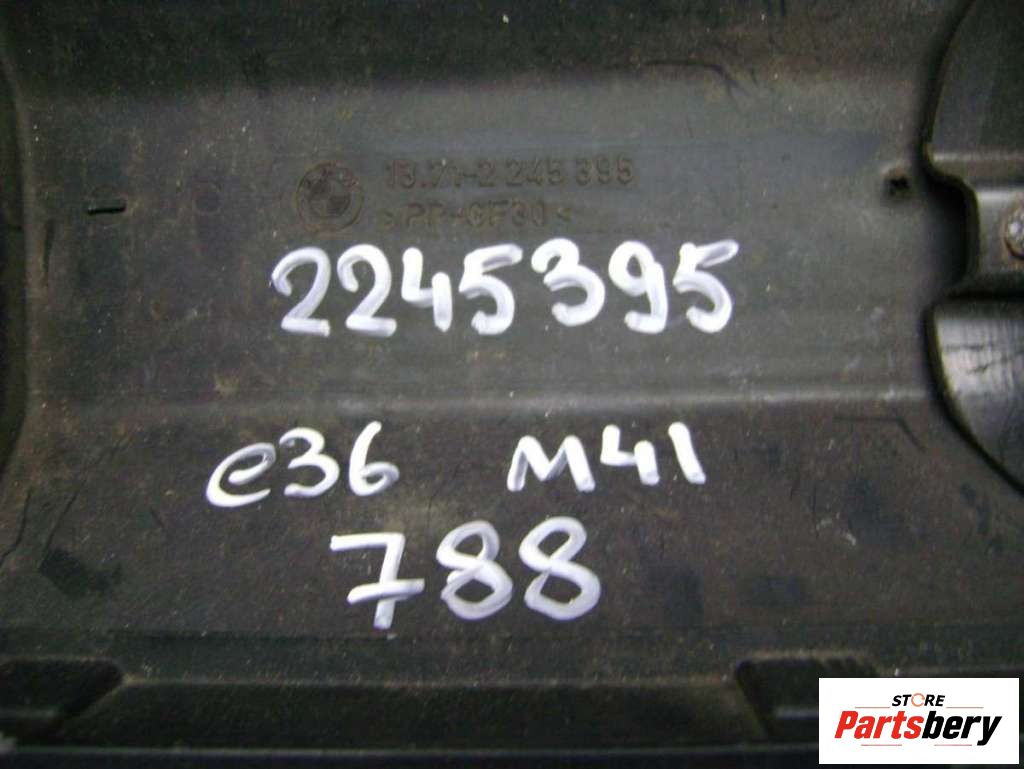 13.71-2 245 395
>PP-GF30<
2245395
e36 M41
788
STORE
Partsbery